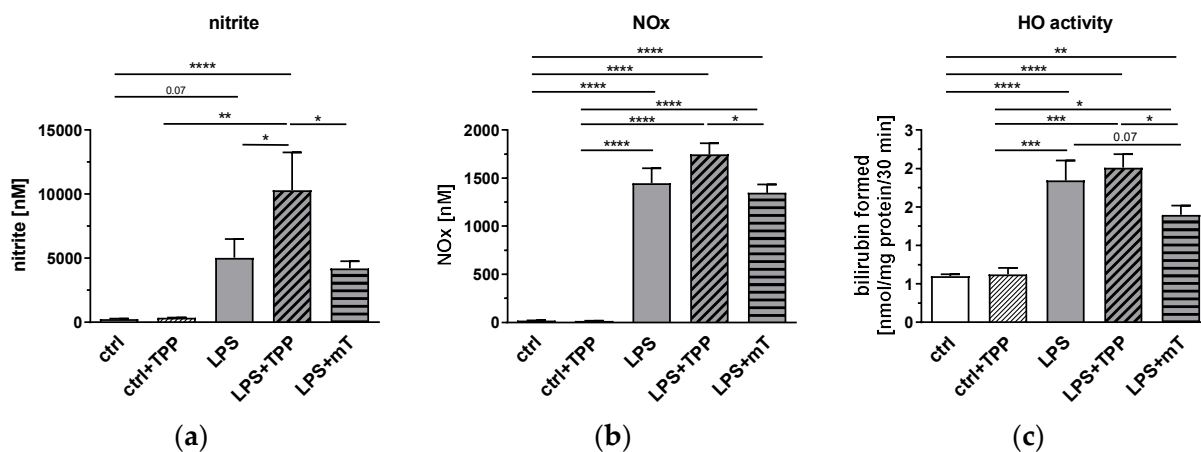 nitrite
****
0.07
**
*
*
15000
10000
5000
0
nitrite [nM]
ctrl
ctrl+TPP
LPS
LPS+TPP
LPS+mT
(a)
NOx
****
****
****
****
****
*
****
2000
1500
1000
500
0
NOx [nM]
ctrl
ctrl+TPP
LPS
LPS+TPP
LPS+mT
(b)
HO activity
**
****
****
*
***
*
***
0.07
3
2
2
1
1
0
bilirubin formed
[nmol/mg protein/30 min]
ctrl
ctrl+TPP
LPS
LPS+TPP
LPS+mT
(c)